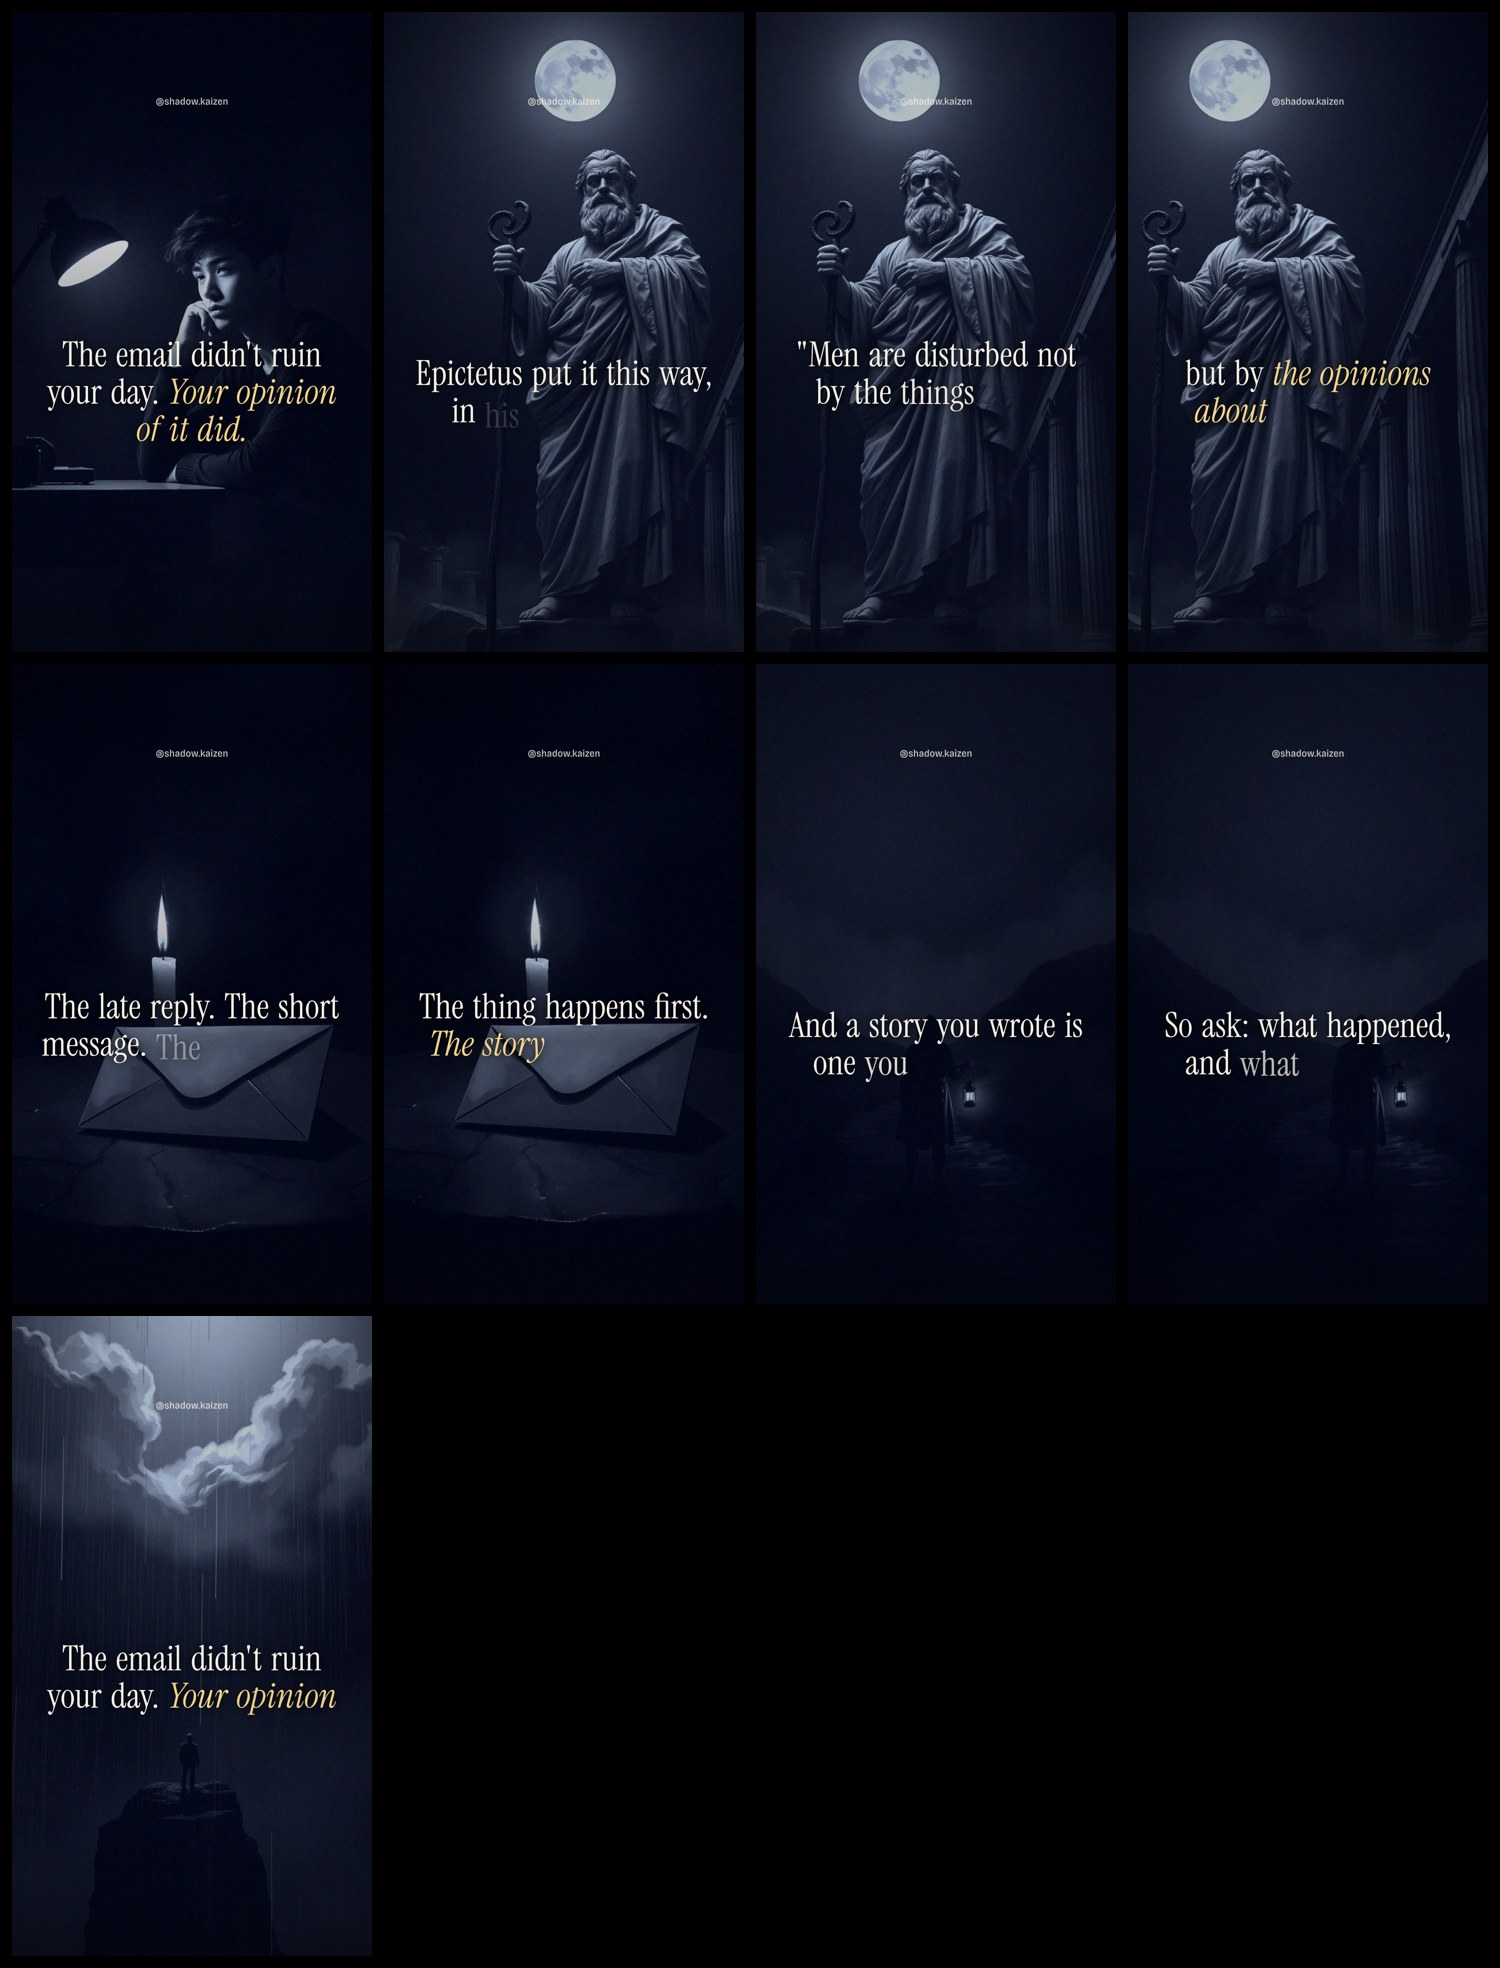 @shadow.kaizen
The email didn't ruin
your day. Your opinion
of it did.
@shadow.kaizen
Epictetus put it this way,
in his
@shadow.kaizen
"Men are disturbed not
by the things
@shadow.kaizen
but by the opinions
about
@shadow.kaizen
The late reply. The short
message. The
@shadow.kaizen
The thing happens first.
The story
@shadow.kaizen
And a story you wrote is
one you
@shadow.kaizen
So ask: what happened,
and what
@shadow.kaizen
The email didn't ruin
your day. Your opinion